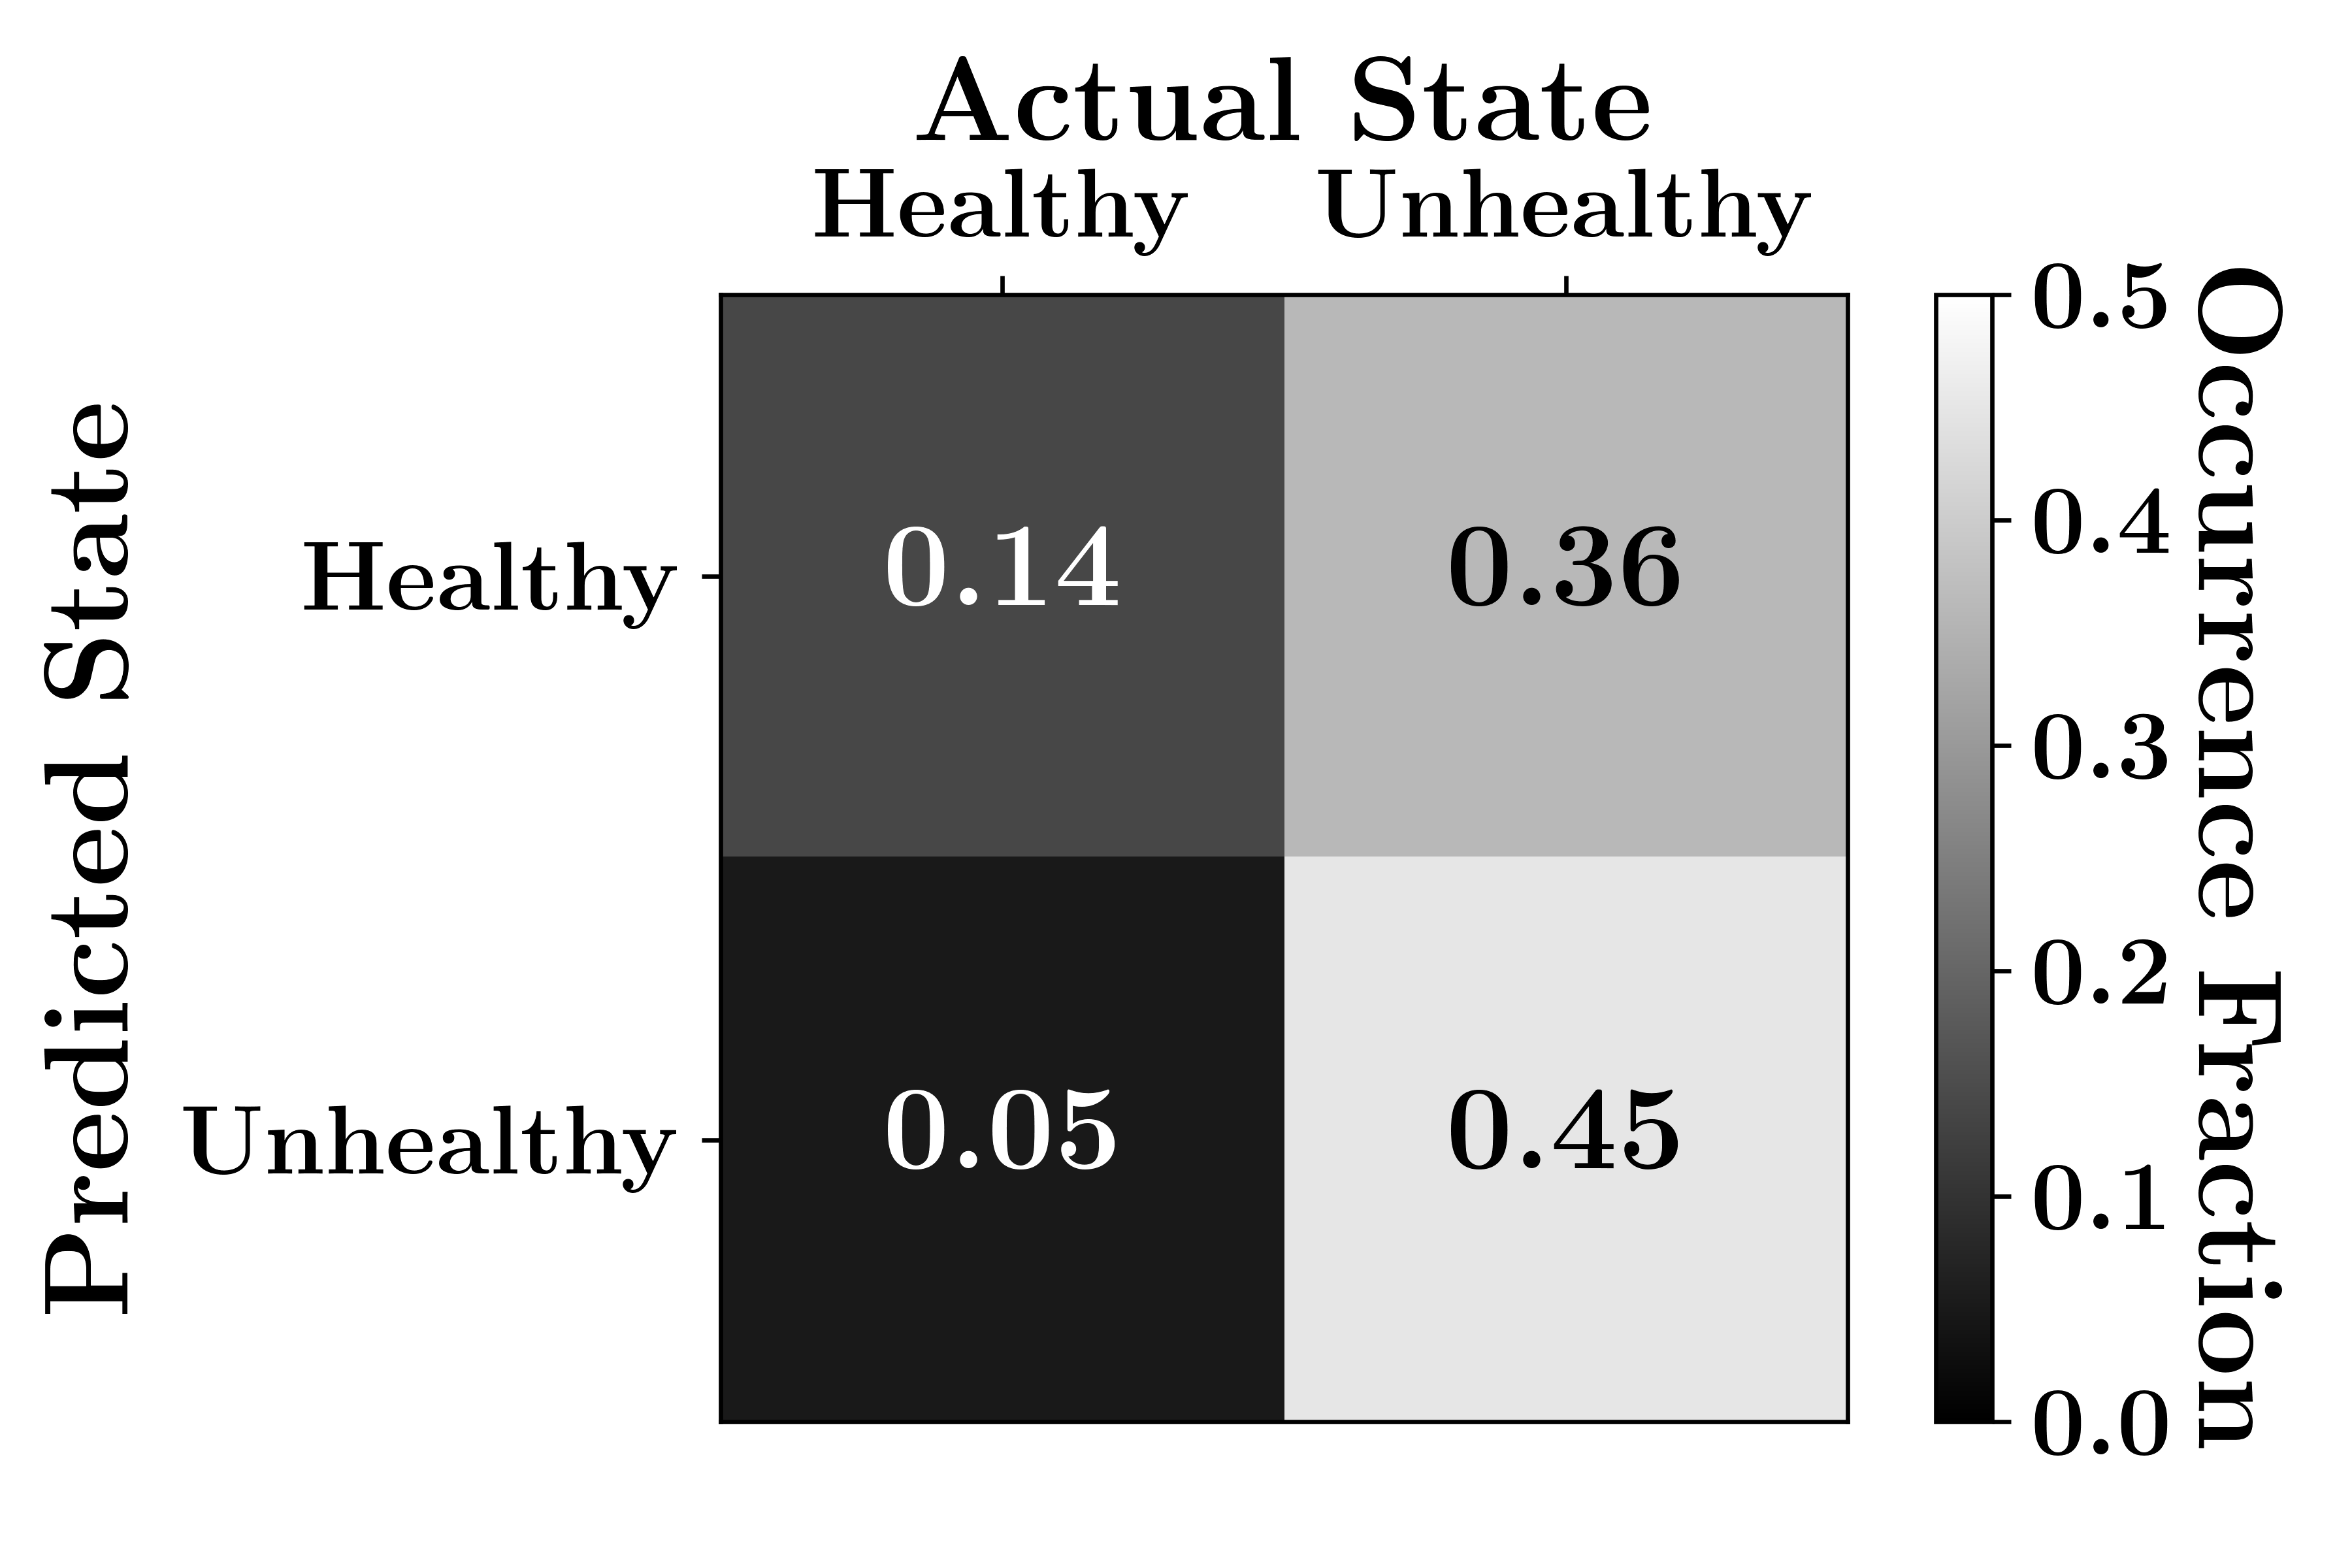 Actual State
Healthy Unhealthy
Predicted State
Healthy
0.14 0.36
Unhealthy
0.05 0.45
0.5
0.4
0.3
0.2
0.1
0.0
Occurrence Fraction